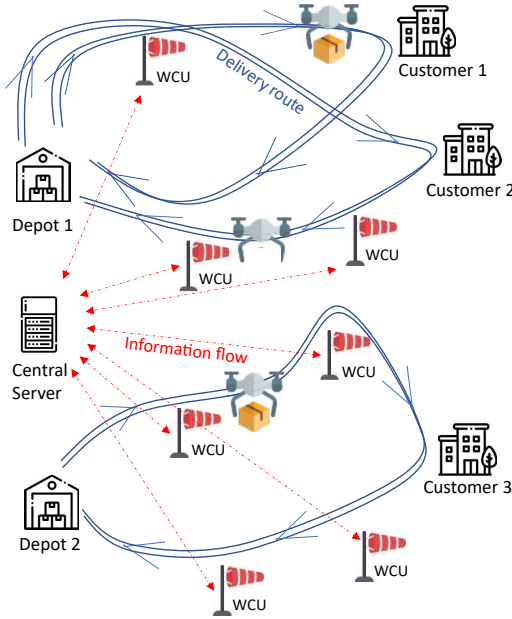 Customer 1
WCU
Delivery route
Customer 2
Depot 1
WCU
WCU
Information flow
Central
Server
WCU
WCU
Customer 3
Depot 2
WCU
WCU